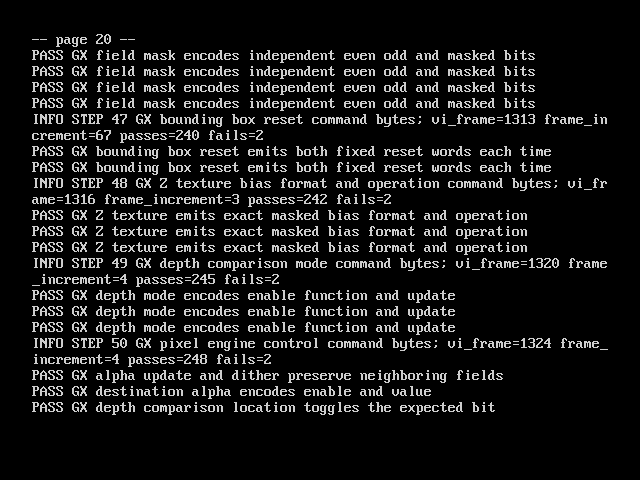 -- page 20 --
PASS GX field mask encodes independent even odd and masked bits
PASS GX field mask encodes independent even odd and masked bits
PASS GX field mask encodes independent even odd and masked bits
PASS GX field mask encodes independent even odd and masked bits
INFO STEP 47 GX bounding box reset command bytes; vi_frame=1313 frame_in
crement=67 passes=240 fails=2
PASS GX bounding box reset emits both fixed reset words each time
PASS GX bounding box reset emits both fixed reset words each time
INFO STEP 48 GX Z texture bias format and operation command bytes; vi_fr
ame=1316 frame_increment=3 passes=242 fails=2
PASS GX Z texture emits exact masked bias format and operation
PASS GX Z texture emits exact masked bias format and operation
PASS GX Z texture emits exact masked bias format and operation
INFO STEP 49 GX depth comparison mode command bytes; vi_frame=1320 frame
_increment=4 passes=245 fails=2
PASS GX depth mode encodes enable function and update
PASS GX depth mode encodes enable function and update
PASS GX depth mode encodes enable function and update
INFO STEP 50 GX pixel engine control command bytes; vi_frame=1324 frame_
increment=4 passes=248 fails=2
PASS GX alpha update and dither preserve neighboring fields
PASS GX destination alpha encodes enable and value
PASS GX depth comparison location toggles the expected bit